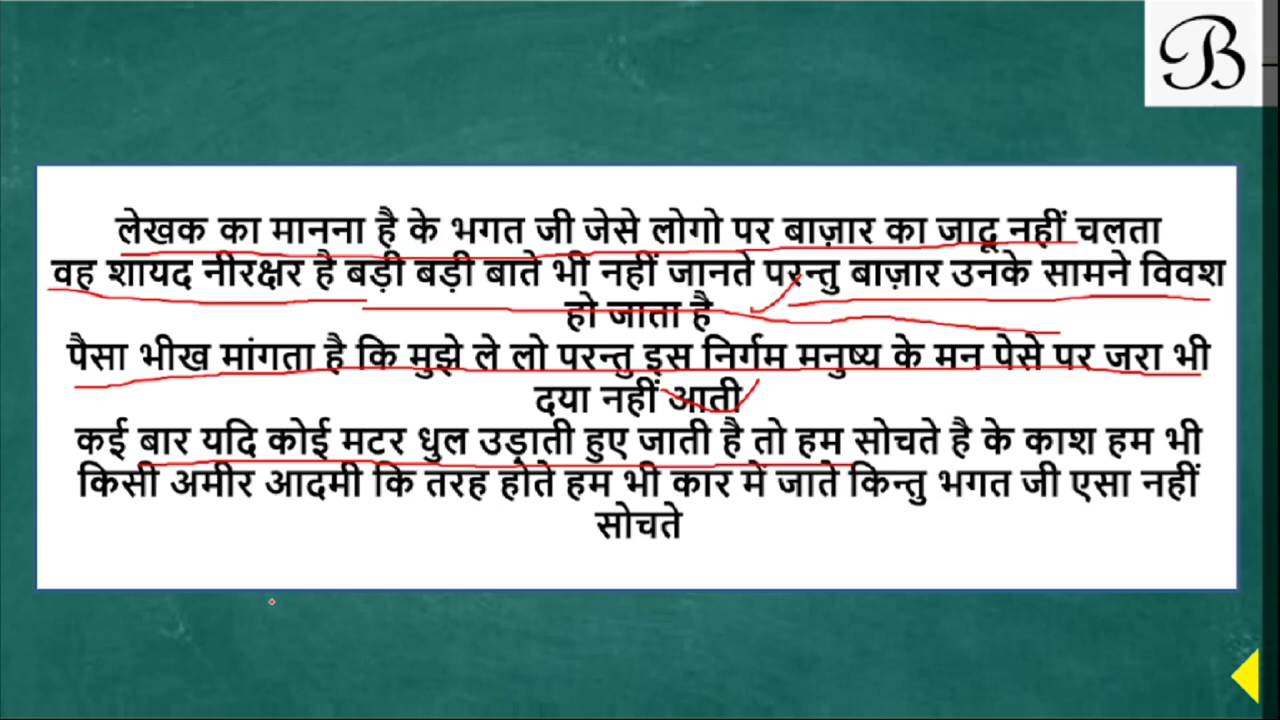 B
लेखक का मानना है के भगत जी जेसे लोगो पर बाज़ार का जादू नहीं चलता
वह शायद नीरक्षर है बड़ी बड़ी बाते भी नहीं जानते परन्तु बाज़ार उनके सामने विवश
हो जाता है
पैसा भीख मांगता है कि मुझे ले लो परन्तु इस निर्गम मनुष्य के मन पेसे पर जरा भी
दया नहीं आती
कई बार यदि कोई मटर धुल उड़ाती हुए जाती है तो हम सोचते है के काश हम भी
किसी अमीर आदमी कि तरह होते हम भी कार में जाते किन्तु भगत जी एसा नहीं
सोचते